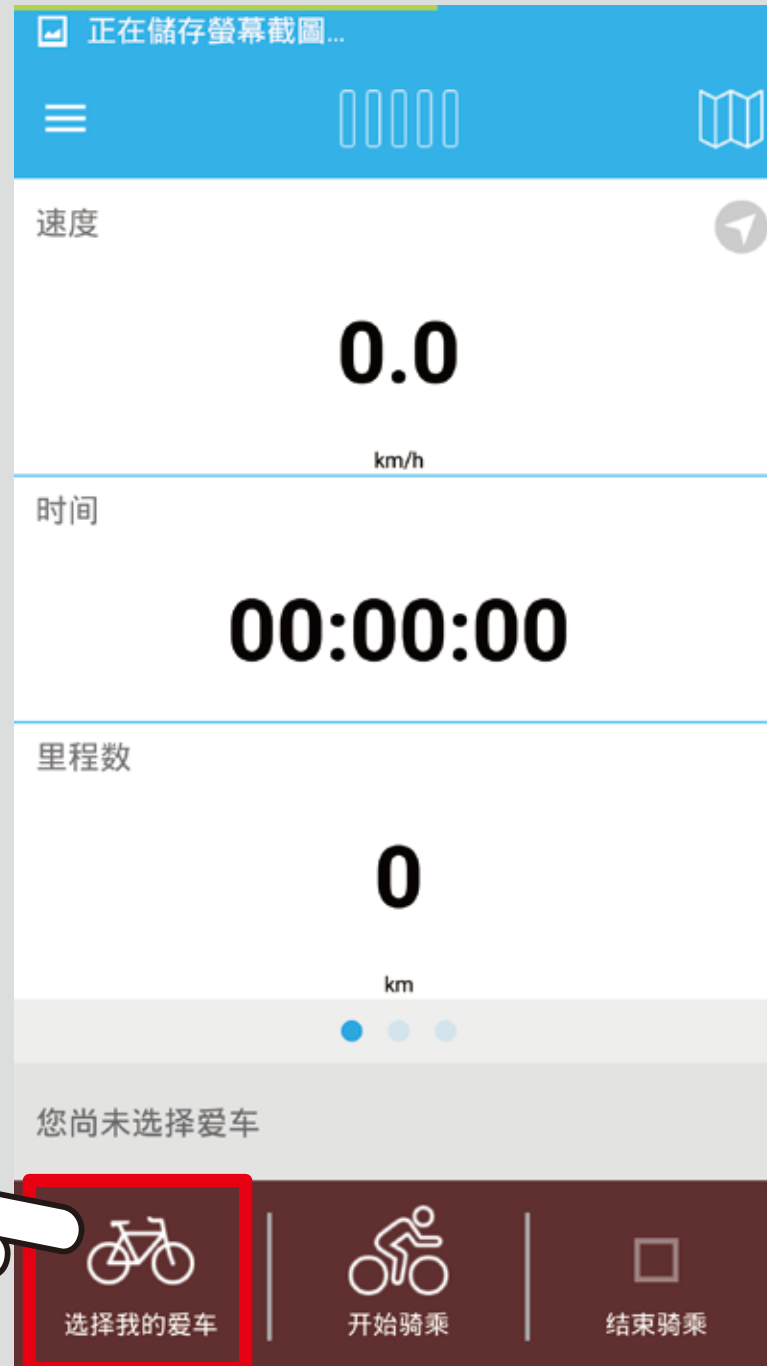 正在儲存螢幕截圖...
速度
0.0
km/h
时间
00:00:00
里程数
0
km
您尚未选择爱车
选择我的爱车
开始骑乘
结束骑乘